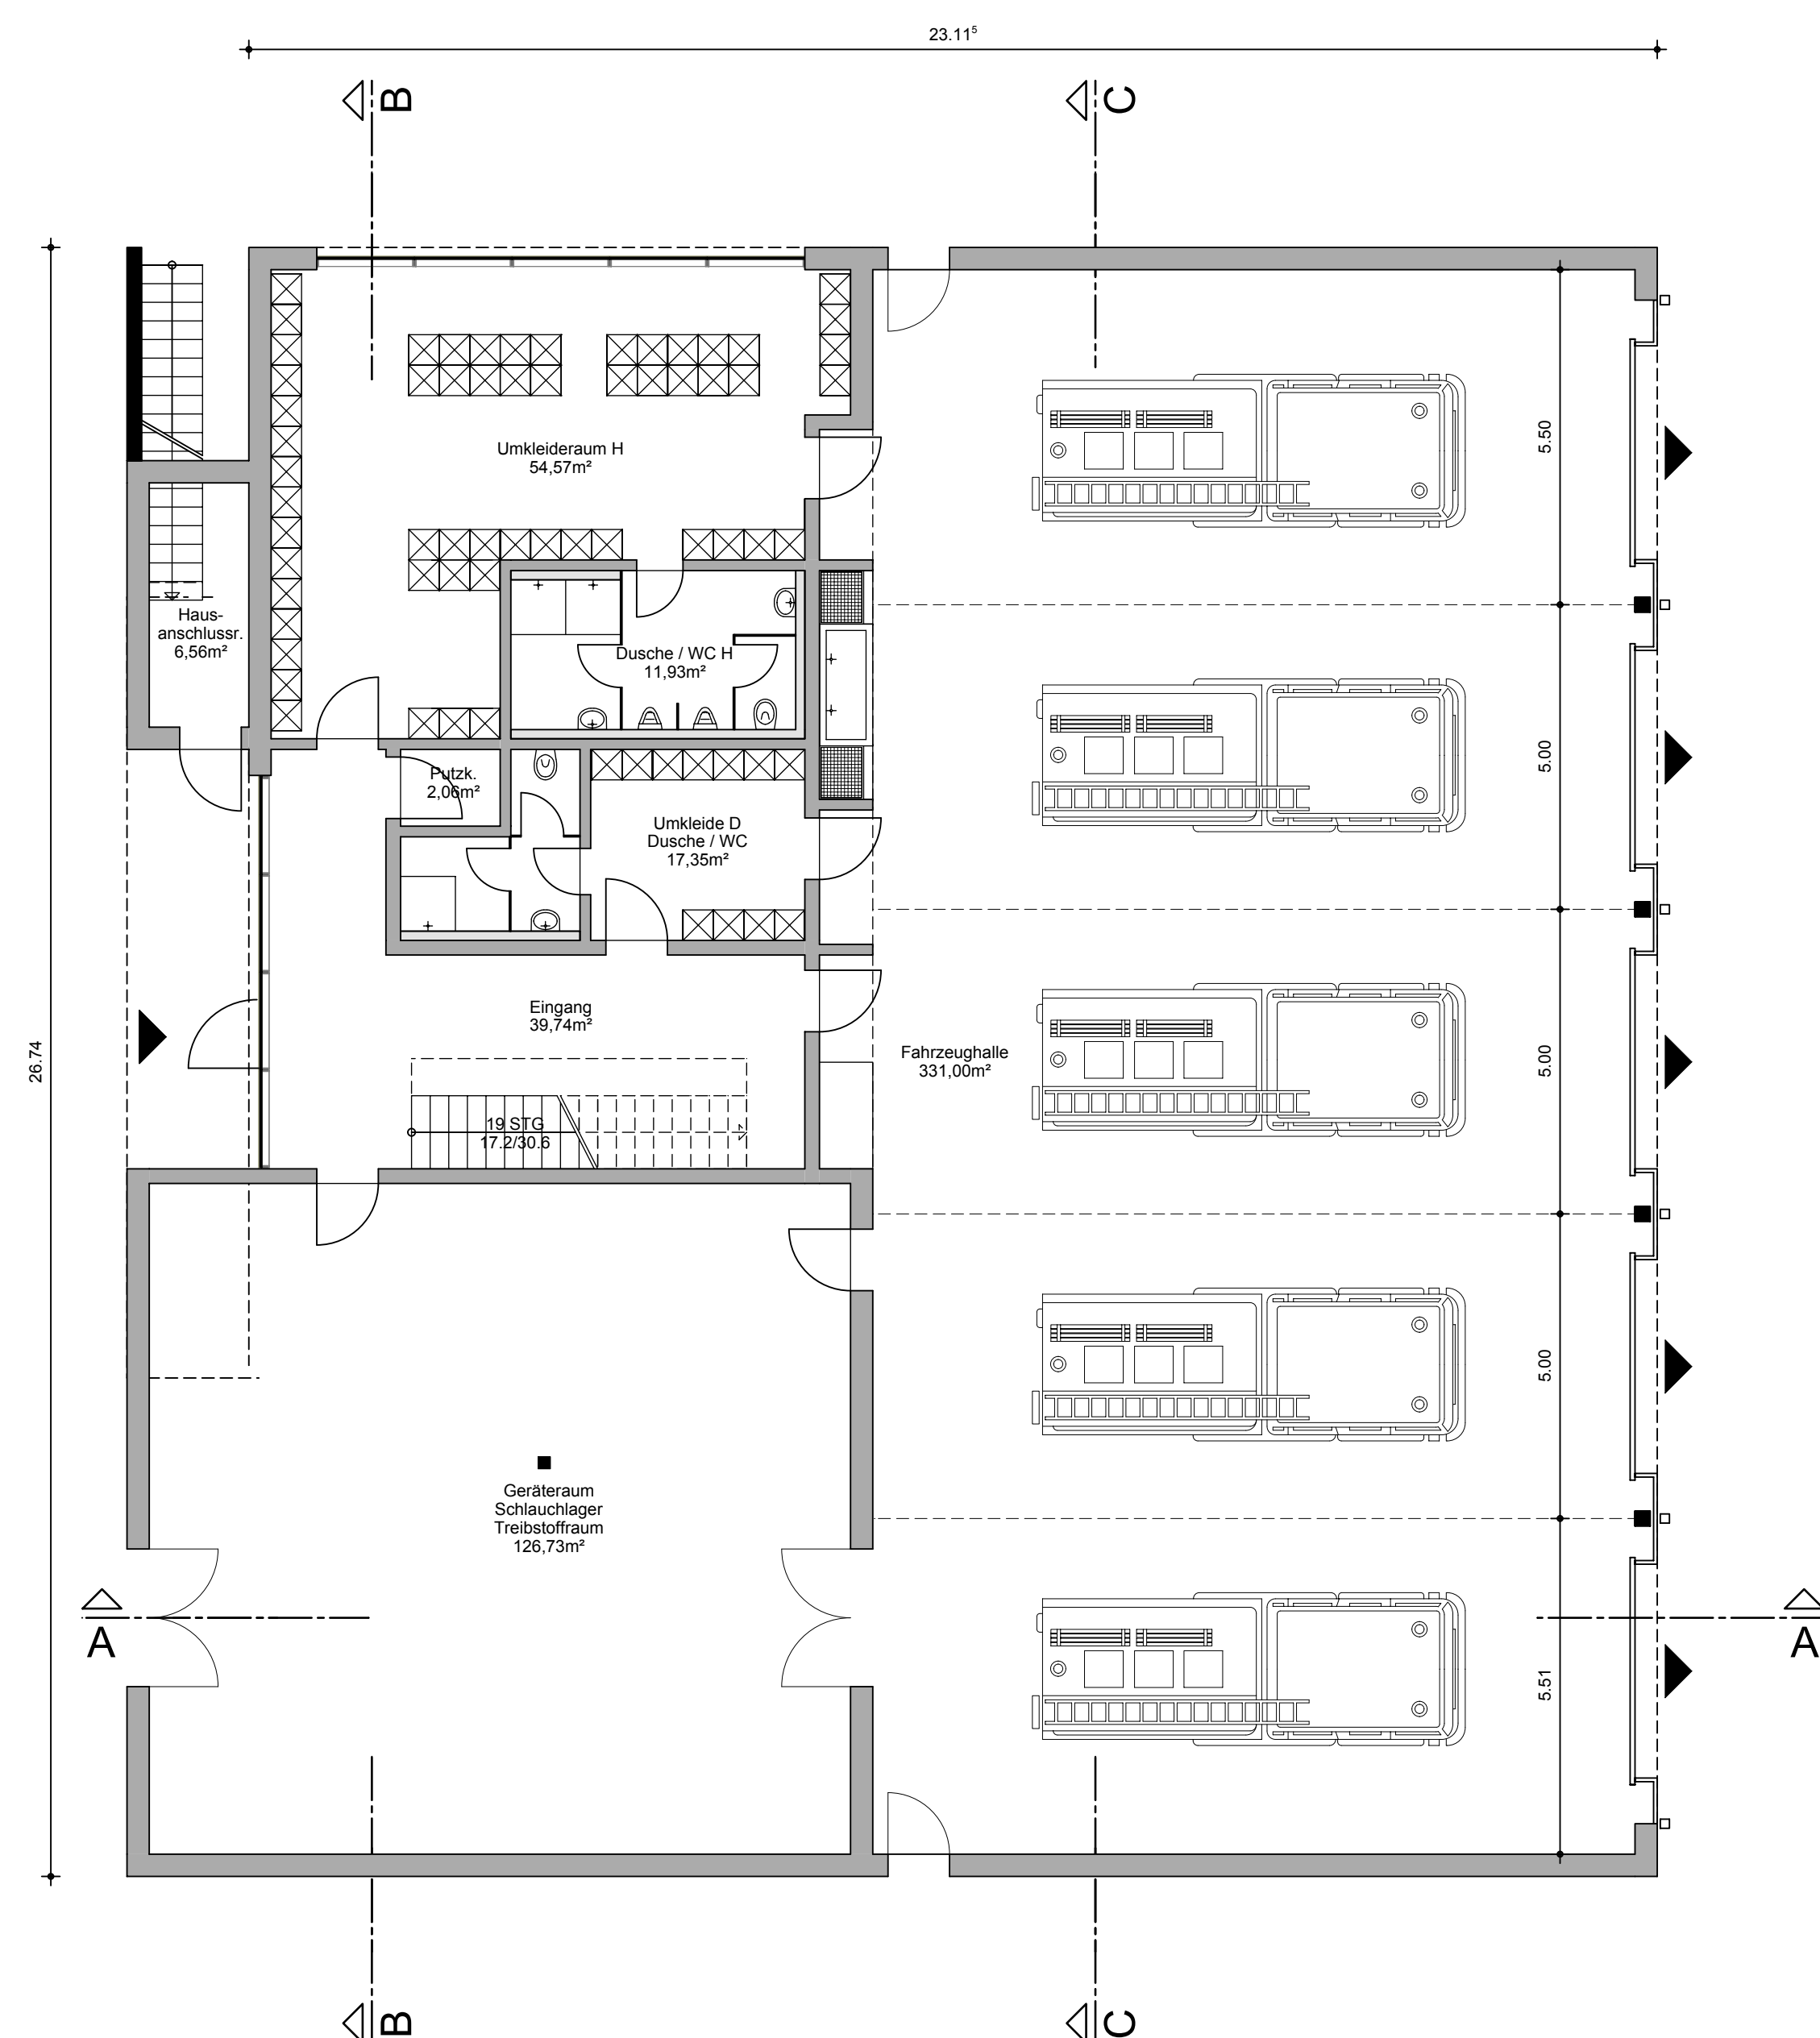 23.11⁵
B
C
5.50
Umkleideraum H
54,57m²
Haus-
anschlussr.
6,56m²
Dusche / WC H
11,93m²
5.00
Putzk.
2,06m²
Umkleide D
Dusche / WC
17,35m²
Eingang
39,74m²
26.74
Fahrzeughalle
331,00m²
5.00
19 STG
17.2/30.6
5.00
Geräteraum
Schlauchlager
Treibstoffraum
126,73m²
A
A
5.51
B
C